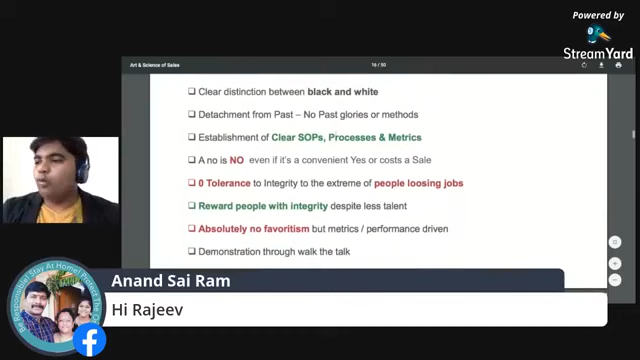 Powered by
StreamYard
Art & Science of Sales
16 / 50
Clear distinction between black and white
Detachment from Past – No Past glories or methods
Establishment of Clear SOPs, Processes & Metrics
A no is NO even if it's a convenient Yes or costs a Sale
0 Tolerance to Integrity to the extreme of people loosing jobs
Reward people with integrity despite less talent
Absolutely no favoritism but metrics / performance driven
Demonstration through walk the talk
Anand Sai Ram
Hi Rajeev